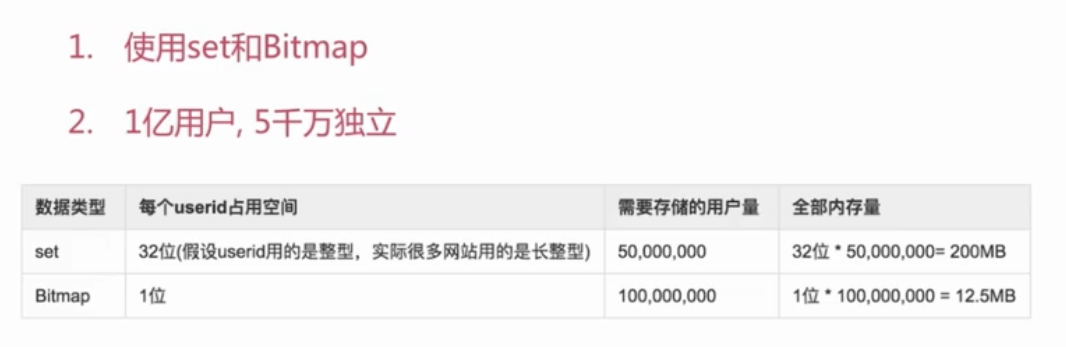 1. 使用set和Bitmap
2. 1亿用户, 5千万独立
数据类型 每个userid占用空间 需要存储的用户量 全部内存量
set 32位(假设userid用的是整型，实际很多网站用的是长整型) 50,000,000 32位 * 50,000,000= 200MB
Bitmap 1位 100,000,000 1位 * 100,000,000 = 12.5MB